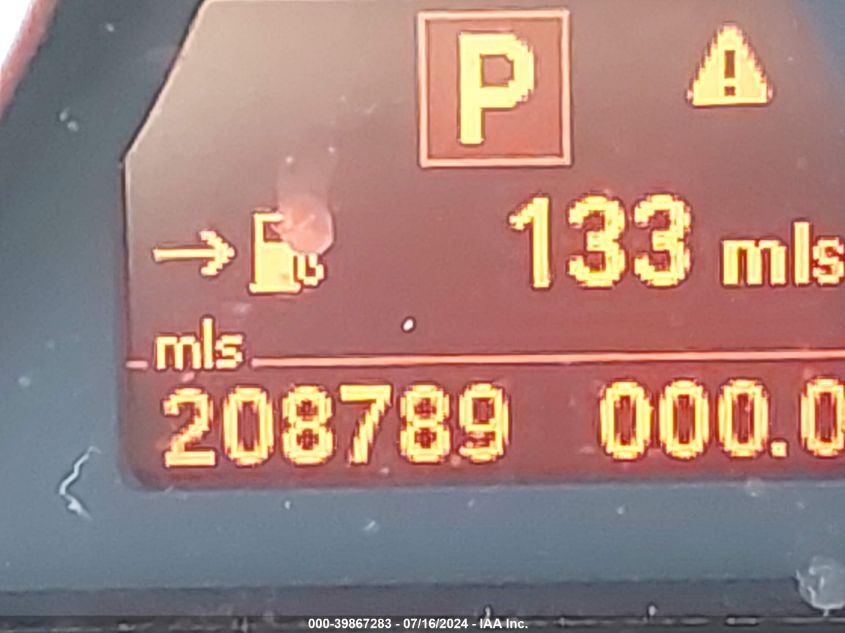 P
133 mls
mls
208789 000.0
000-39867283 - 07/16/2024 - IAA Inc.